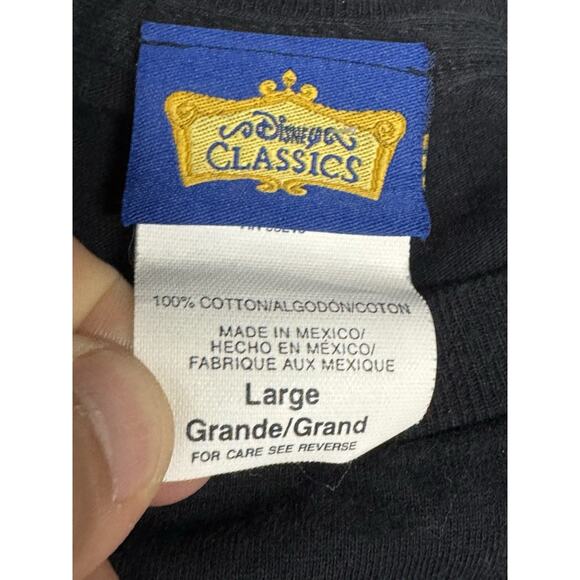 Disney
CLASSICS
100% COTTON/ALGODÓN/COTON
MADE IN MEXICO/
HECHO EN MÉXICO/
FABRIQUE AUX MEXIQUE
Large
Grande/Grand
FOR CARE SEE REVERSE